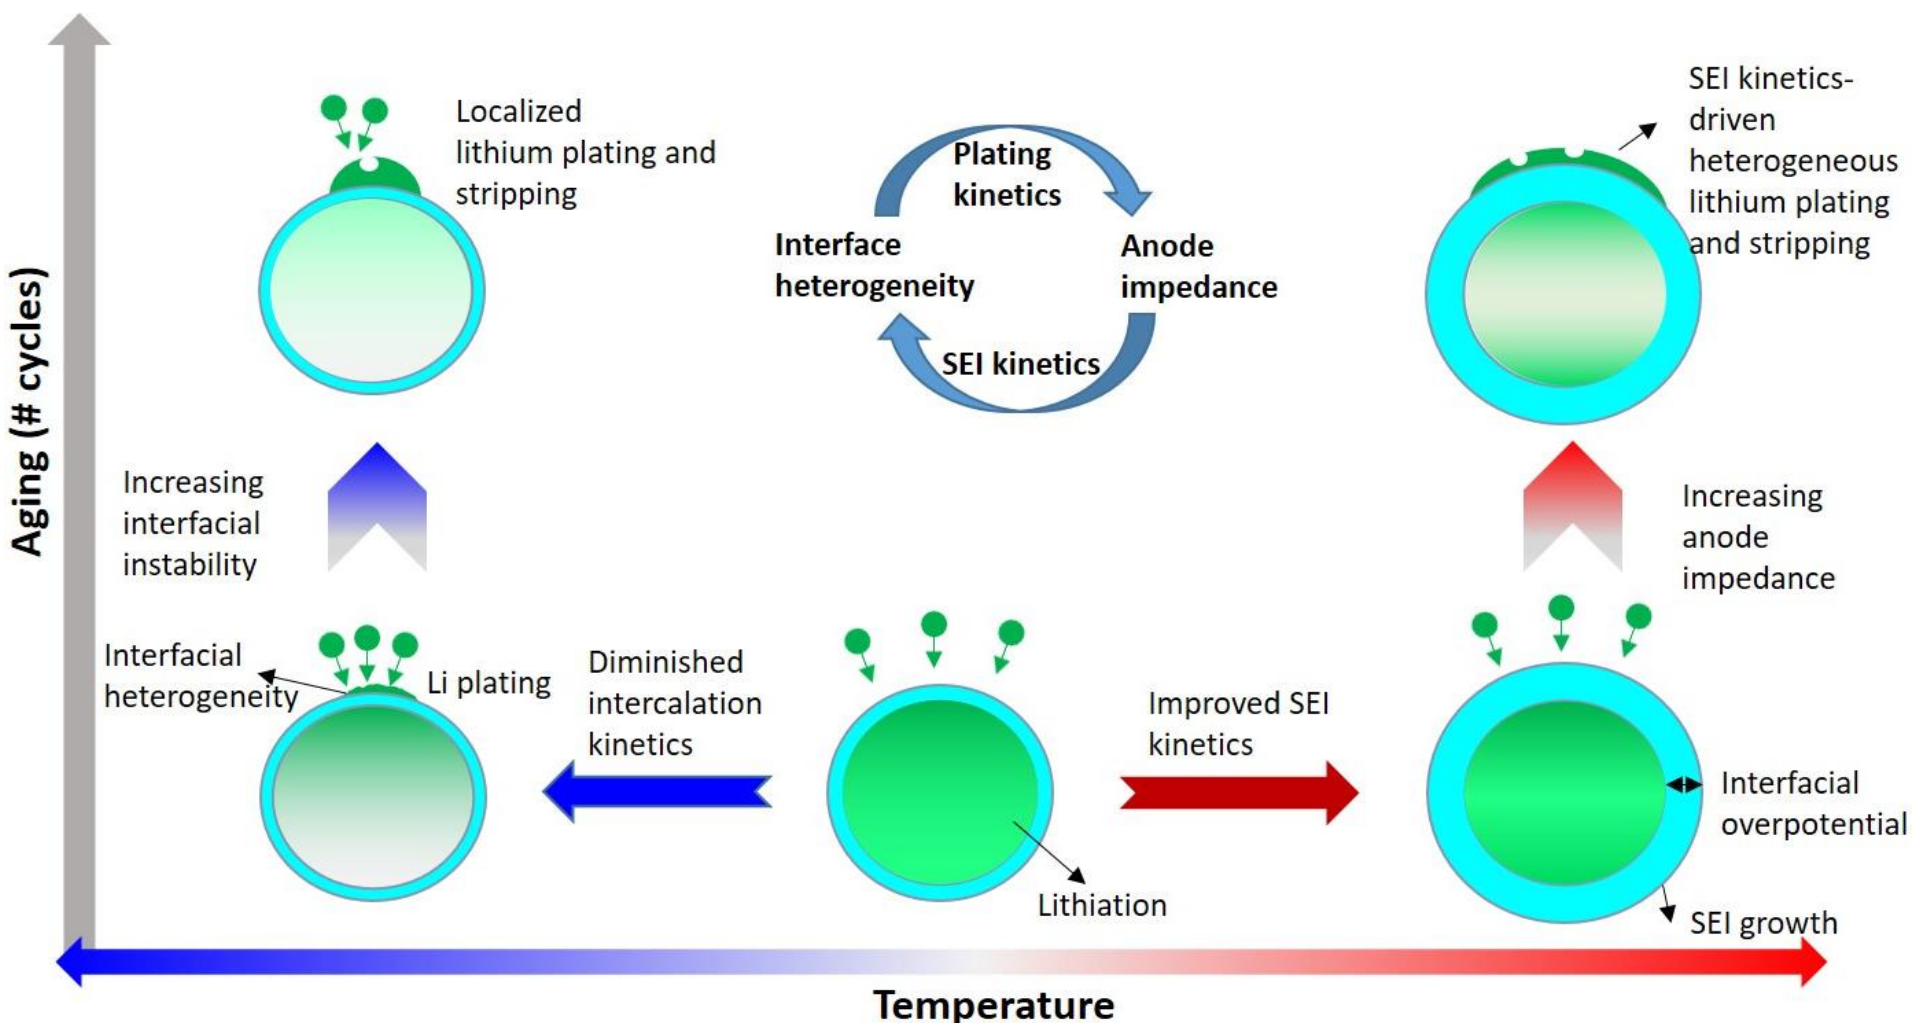 Aging (# cycles)
Localized
lithium plating and
stripping
Plating
kinetics
Interface
heterogeneity
Anode
impedance
SEI kinetics
SEI kinetics-
driven
heterogeneous
lithium plating
and stripping
Increasing
interfacial
instability
Increasing
anode
impedance
Interfacial
heterogeneity
Li plating
Diminished
intercalation
kinetics
Improved SEI
kinetics
Lithiation
Interfacial
overpotential
SEI growth
Temperature